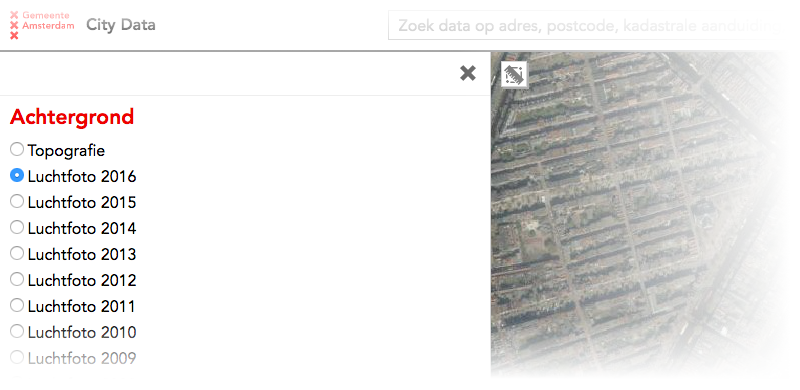 Gemeente
Amsterdam
City Data
Zoek data op adres, postcode, kadastrale aanduiding
Achtergrond
Topografie
Luchtfoto 2016
Luchtfoto 2015
Luchtfoto 2014
Luchtfoto 2013
Luchtfoto 2012
Luchtfoto 2011
Luchtfoto 2010
Luchtfoto 2009